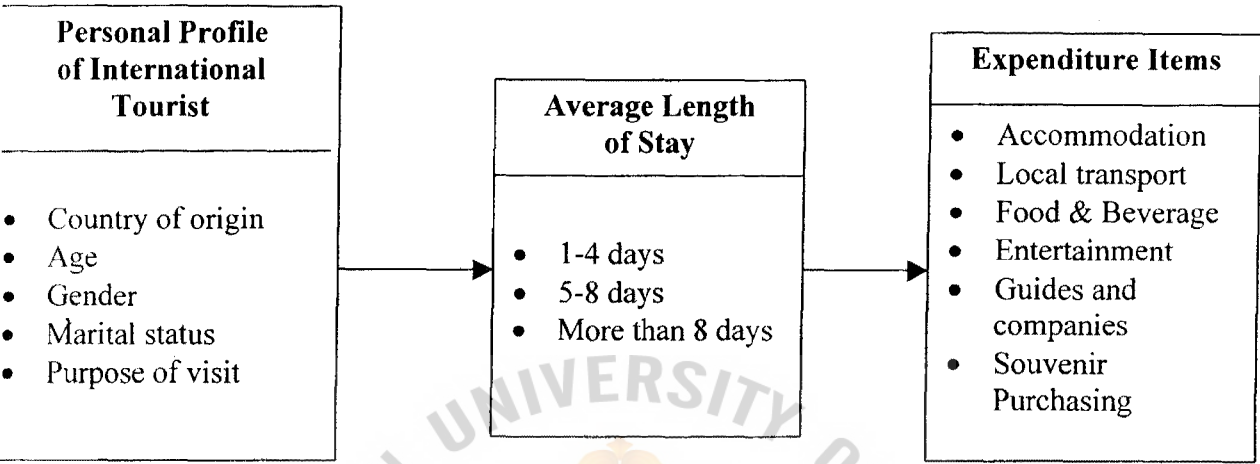 Personal Profile
of International
Tourist
• Country of origin
• Age
• Gender
• Marital status
• Purpose of visit
Average Length
of Stay
• 1-4 days
• 5-8 days
• More than 8 days
Expenditure Items
• Accommodation
• Local transport
• Food & Beverage
• Entertainment
• Guides and
companies
• Souvenir
Purchasing
UNIVERSITY O